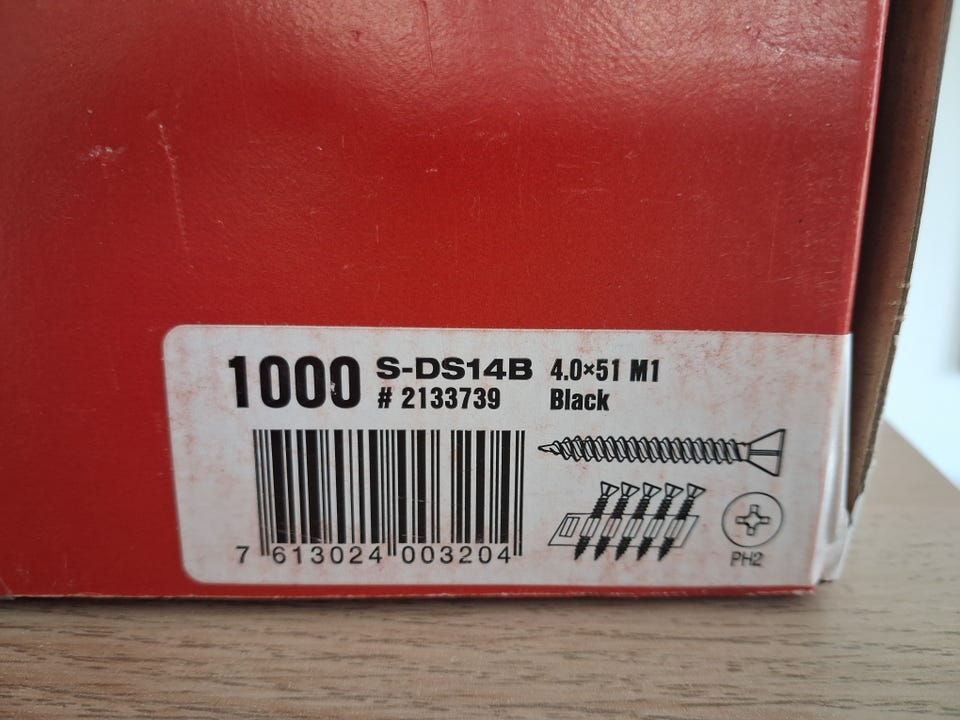 1000 S-DS14B 4.0×51 M1
# 2133739 Black
7 613024 003204
PH2